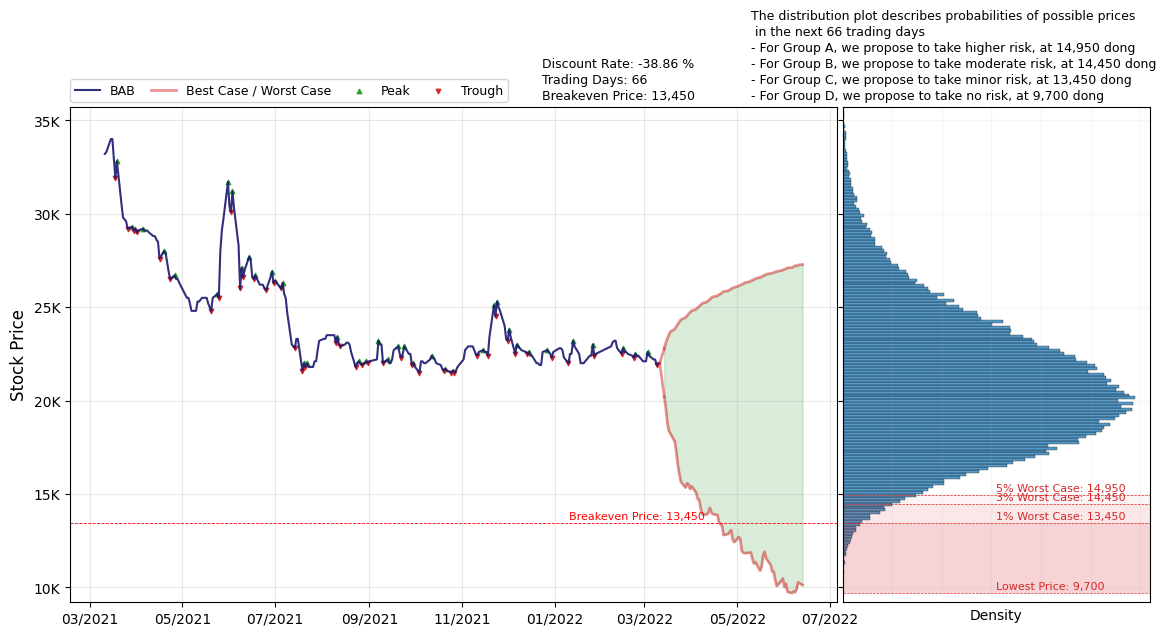 The distribution plot describes probabilities of possible prices
in the next 66 trading days
- For Group A, we propose to take higher risk, at 14,950 dong
- For Group B, we propose to take moderate risk, at 14,450 dong
- For Group C, we propose to take minor risk, at 13,450 dong
- For Group D, we propose to take no risk, at 9,700 dong
Discount Rate: -38.86 %
Trading Days: 66
Breakeven Price: 13,450
BAB
Best Case / Worst Case
Peak
Trough
Stock Price
35K
30K
25K
20K
15K
10K
Breakeven Price: 13,450
5% Worst Case: 14,950
3% Worst Case: 14,450
1% Worst Case: 13,450
Lowest Price: 9,700
03/2021
05/2021
07/2021
09/2021
11/2021
01/2022
03/2022
05/2022
07/2022
Density